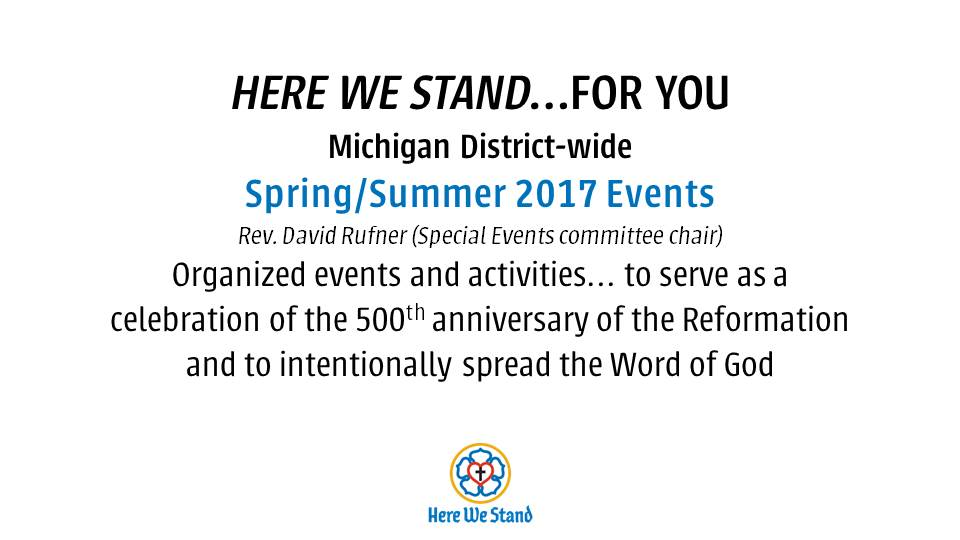 HERE WE STAND...FOR YOU
Michigan District-wide
Spring/Summer 2017 Events
Rev. David Rufner (Special Events committee chair)
Organized events and activities... to serve as a
celebration of the 500th anniversary of the Reformation
and to intentionally spread the Word of God
Here We Stand